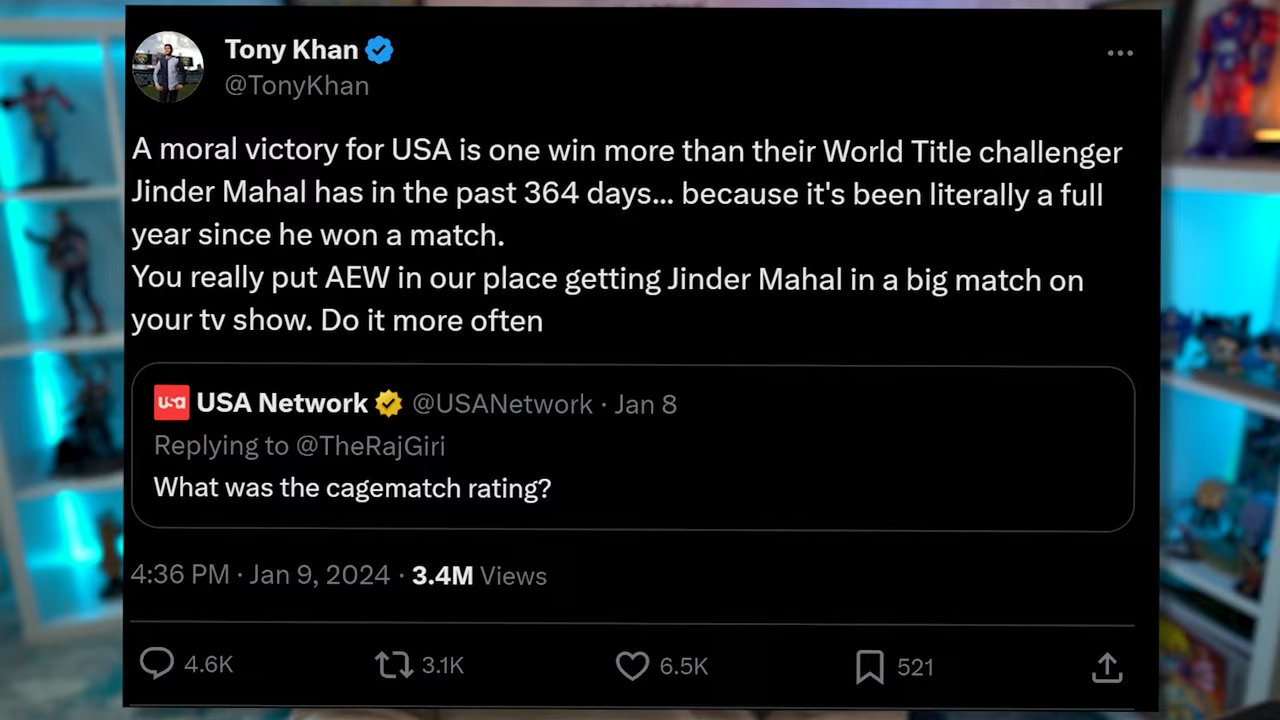 Tony Khan
@TonyKhan
A moral victory for USA is one win more than their World Title challenger
Jinder Mahal has in the past 364 days... because it's been literally a full
year since he won a match.
You really put AEW in our place getting Jinder Mahal in a big match on
your tv show. Do it more often
usa USA Network @USANetwork · Jan 8
Replying to @TheRajGiri
What was the cagematch rating?
4:36 PM · Jan 9, 2024 · 3.4M Views
4.6K 3.1K 6.5K 521